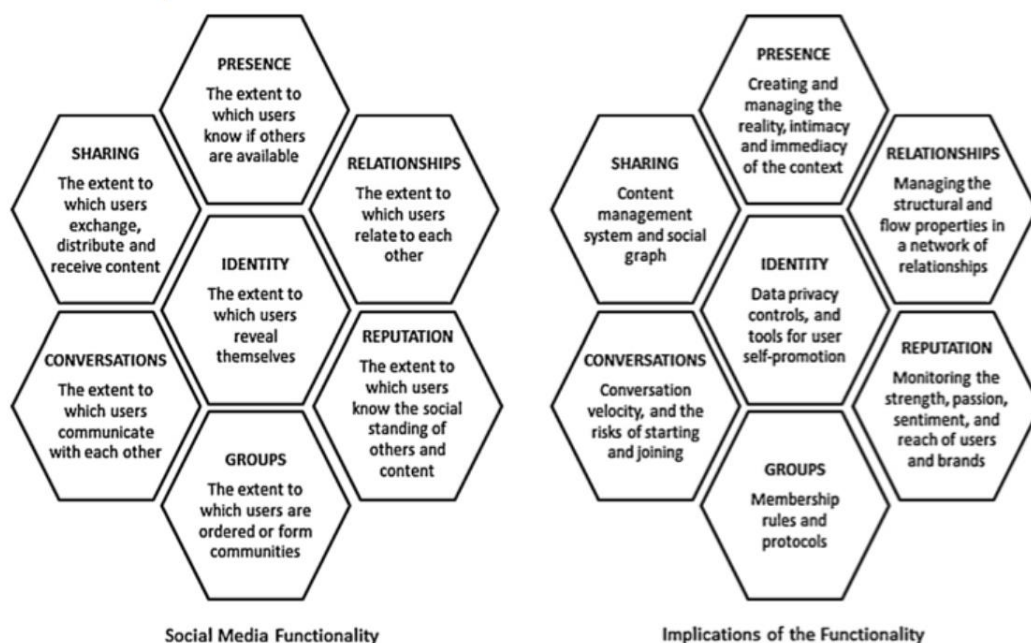 PRESENCE
The extent to
which users
know if others
are available
SHARING
The extent to
which users
exchange,
distribute and
receive content
RELATIONSHIPS
The extent to
which users
relate to each
other
IDENTITY
The extent to
which users
reveal
themselves
CONVERSATIONS
The extent to
which users
communicate
with each other
REPUTATION
The extent to
which users
know the social
standing of
others and
content
GROUPS
The extent to
which users are
ordered or form
communities
Social Media Functionality
PRESENCE
Creating and
managing the
reality, intimacy
and immediacy
of the context
SHARING
Content
management
system and social
graph
RELATIONSHIPS
Managing the
structural and
flow properties in
a network of
relationships
IDENTITY
Data privacy
controls, and
tools for user
self-promotion
CONVERSATIONS
Conversation
velocity, and the
risks of starting
and joining
REPUTATION
Monitoring the
strength, passion,
sentiment, and
reach of users
and brands
GROUPS
Membership
rules and
protocols
Implications of the Functionality